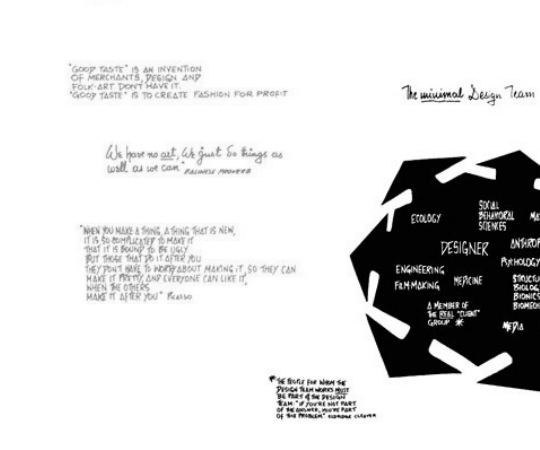 "GOOD TASTE" IS AN INVENTION
OF MERCHANTS, DESIGN AND
FOLK-ART DON'T HAVE IT.
"GOOD TASTE" IS TO CREATE FASHION FOR PROFIT
The minimal Design Team
"We have no art, We just Do things as
well as we can" BALINESE PROVERB
"WHEN YOU MAKE A THING, A THING THAT IS NEW,
IT IS SO COMPLICATED TO MAKE IT
THAT IT IS BOUND TO BE UGLY
BUT THOSE THAT DO IT AFTER YOU
THEY DON'T HAVE TO WORRY ABOUT MAKING IT, SO THEY CAN
MAKE IT PRETTY, AND EVERYONE CAN LIKE IT,
WHEN THE OTHERS
MAKE IT AFTER YOU" Picasso
ECOLOGY
SOCIAL
BEHAVIORAL
SCIENCES
MA
DESIGNER
ANTHROP
PSYCHOLOGY
ENGINEERING
FILM-MAKING
MEDICINE
STRUCTU
BIOLOG
BIONICS
BIOMECH
A MEMBER OF
THE REAL "CLIENT"
GROUP *
MEDIA
* THE PEOPLE FOR WHOM THE
DESIGN TEAM WORKS MUST
BE PART of the DESIGN
TEAM. "IF YOU'RE NOT PART
OF THE ANSWER, YOU'RE PART
OF THE PROBLEM." ELDRIDGE CLEAVER